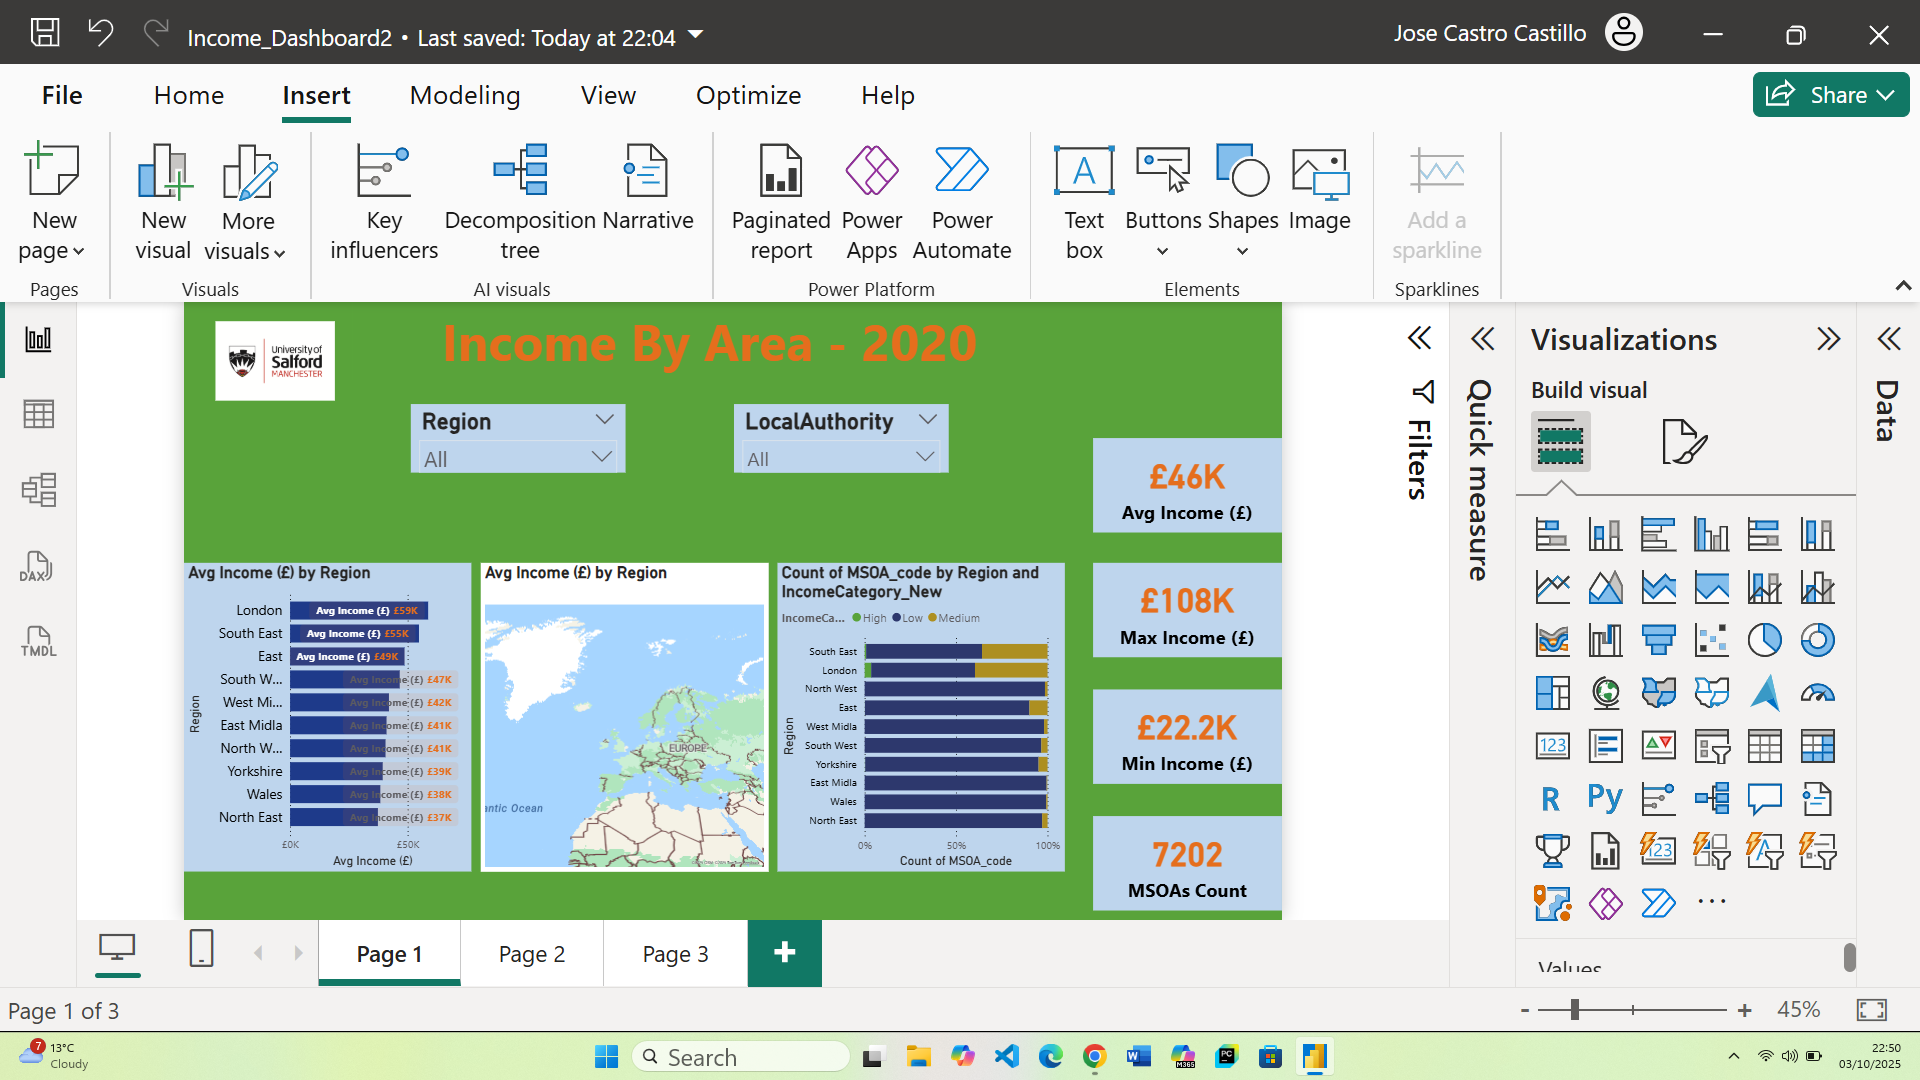 Income_Dashboard2 • Last saved: Today at 22:04
Jose Castro Castillo
File
Home
Insert
Modeling
View
Optimize
Help
Share
New page
New visual
More visuals
Key influencers
Decomposition tree
Narrative
Paginated report
Power Apps
Power Automate
Text box
Buttons
Shapes
Image
Add a sparkline
Pages
Visuals
AI visuals
Power Platform
Elements
Sparklines
University of
Salford
MANCHESTER
Income By Area - 2020
Region
All
LocalAuthority
All
£46K
Avg Income (£)
£108K
Max Income (£)
£22.2K
Min Income (£)
7202
MSOAs Count
Avg Income (£) by Region
Region
London Avg Income (£) £59K
South East Avg Income (£) £55K
East Avg Income (£) £49K
South W... Avg Income (£) £47K
West Mi... Avg Income (£) £42K
East Midla Avg Income (£) £41K
North W... Avg Income (£) £41K
Yorkshire Avg Income (£) £39K
Wales Avg Income (£) £38K
North East Avg Income (£) £37K
£0K £50K
Avg Income (£)
Avg Income (£) by Region
EUROPE
antic Ocean
Count of MSOA_code by Region and
IncomeCategory_New
IncomeCa... High Low Medium
Region
South East
London
North West
East
West Midla
South West
Yorkshire
East Midla
Wales
North East
0% 50% 100%
Count of MSOA_code
Filters
Quick measure
Visualizations
Build visual
123
R
Py
123
Values
Data
DAX
TMDL
Page 1
Page 2
Page 3
+
Page 1 of 3
- + 45%
7
13°C
Cloudy
Search
M365
PC
22:50
03/10/2025